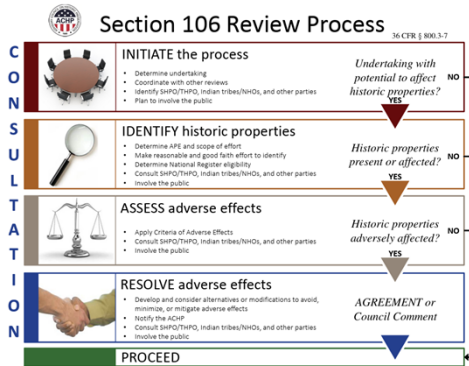 ACHP
Section 106 Review Process
36 CFR § 800.3-7
CONSULTATION
INITIATE the process
• Determine undertaking
• Coordinate with other reviews
• Identify SHPO/THPO, Indian tribes/NHOs, and other parties
• Plan to involve the public
Undertaking with
potential to affect
historic properties?
NO
YES
IDENTIFY historic properties
• Determine APE and scope of effort
• Make reasonable and good faith effort to identify
• Determine National Register eligibility
• Consult SHPO/THPO, Indian tribes/NHOs, and other parties
• Involve the public
Historic properties
present or affected?
NO
YES
ASSESS adverse effects
• Apply Criteria of Adverse Effects
• Consult SHPO/THPO, Indian tribes/NHOs, and other parties
• Involve the public
Historic properties
adversely affected?
NO
YES
RESOLVE adverse effects
• Develop and consider alternatives or modifications to avoid,
minimize, or mitigate adverse effects
• Notify the ACHP
• Consult SHPO/THPO, Indian tribes/NHOs, and other parties
• Involve the public
AGREEMENT or
Council Comment
PROCEED